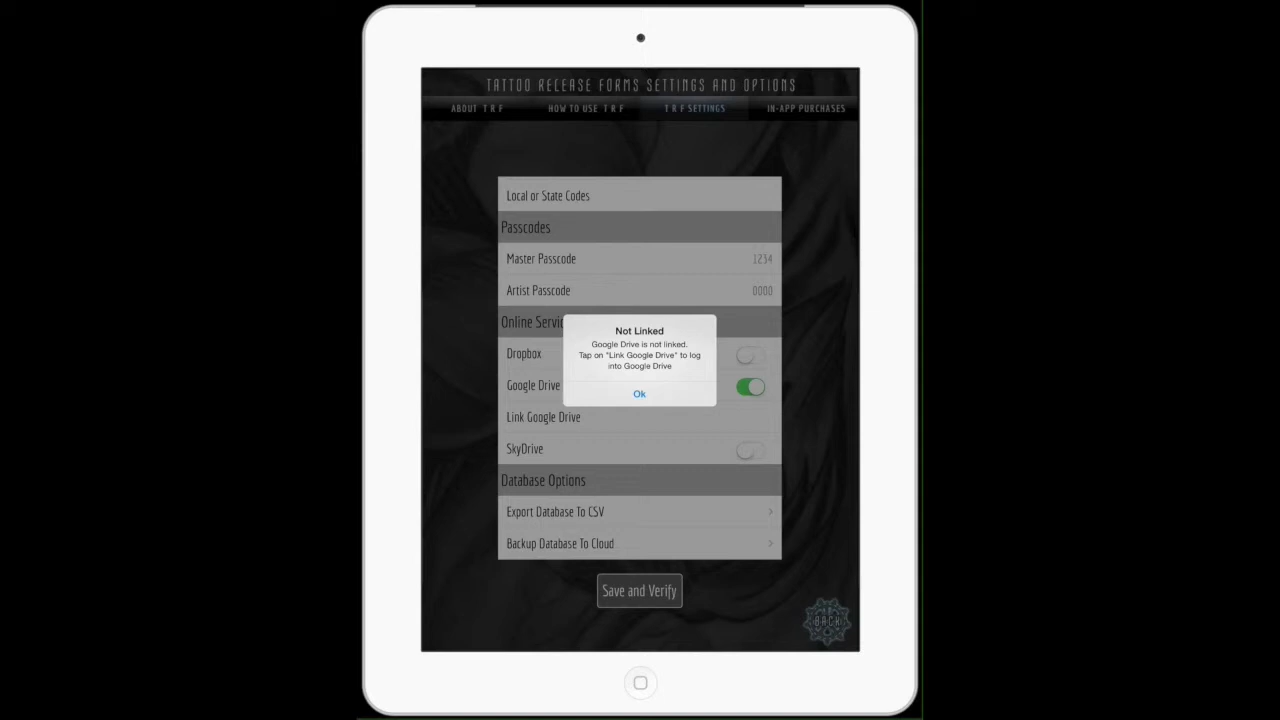 TATTOO RELEASE FORMS SETTINGS AND OPTIONS
ABOUT T R F
HOW TO USE T R F
T R F SETTINGS
IN-APP PURCHASES
Local or State Codes
Passcodes
Master Passcode 1234
Artist Passcode 0000
Online Servic
Dropbox
Google Drive
Link Google Drive
SkyDrive
Not Linked
Google Drive is not linked.
Tap on "Link Google Drive" to log
into Google Drive
Ok
Database Options
Export Database To CSV
Backup Database To Cloud
Save and Verify
BACK